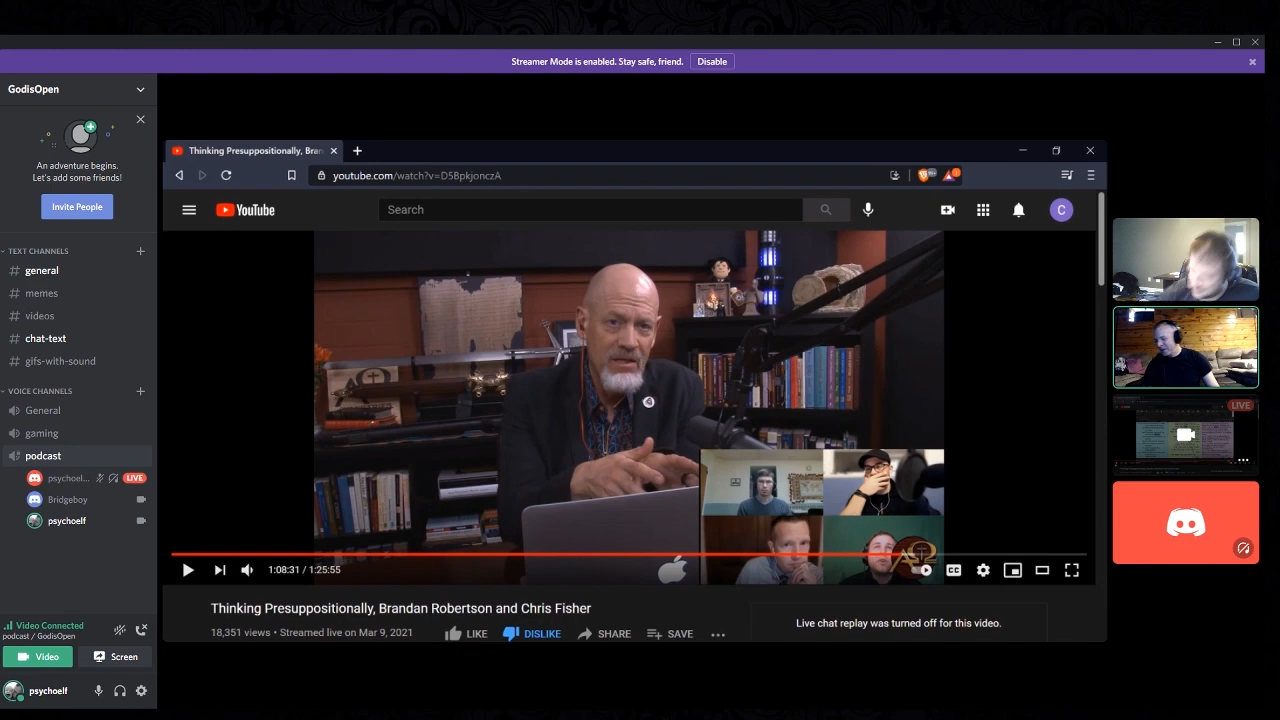 Streamer Mode is enabled. Stay safe, friend.
Disable
GodisOpen
An adventure begins.
Let's add some friends!
Invite People
TEXT CHANNELS
# general
# memes
# videos
# chat-text
# gifs-with-sound
VOICE CHANNELS
General
gaming
podcast
psychoel...
LIVE
Bridgeboy
psychoelf
Video Connected
podcast / GodisOpen
Video
Screen
psychoelf
Thinking Presuppositionally, Bran
youtube.com/watch?v=D5BpkjonczA
YouTube
Search
C
1:08:31 / 1:25:55
CC
Thinking Presuppositionally, Brandan Robertson and Chris Fisher
18,351 views • Streamed live on Mar 9, 2021
LIKE
DISLIKE
SHARE
SAVE
Live chat replay was turned off for this video.
LIVE